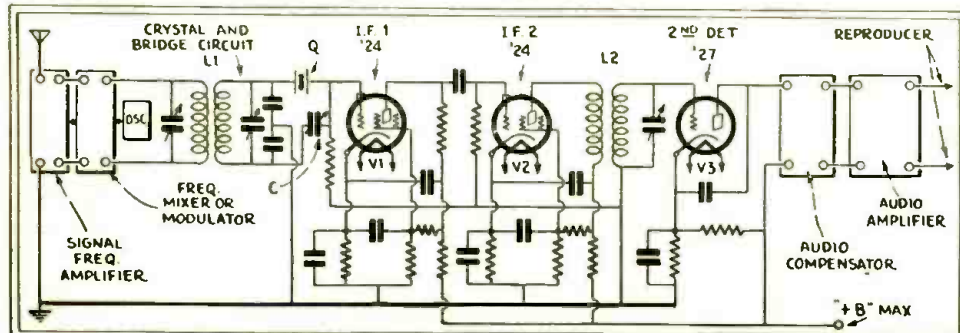 CRYSTAL AND
BRIDGE CIRCUIT
L1
Q
I.F. 1
'24
I.F. 2
'24
L2
2ND DET
'27
REPRODUCER
OSC.
C
V1
V2
V3
FREQ.
MIXER OR
MODULATOR
SIGNAL
FREQ.
AMPLIFIER
AUDIO
COMPENSATOR
AUDIO
AMPLIFIER
"+B" MAX